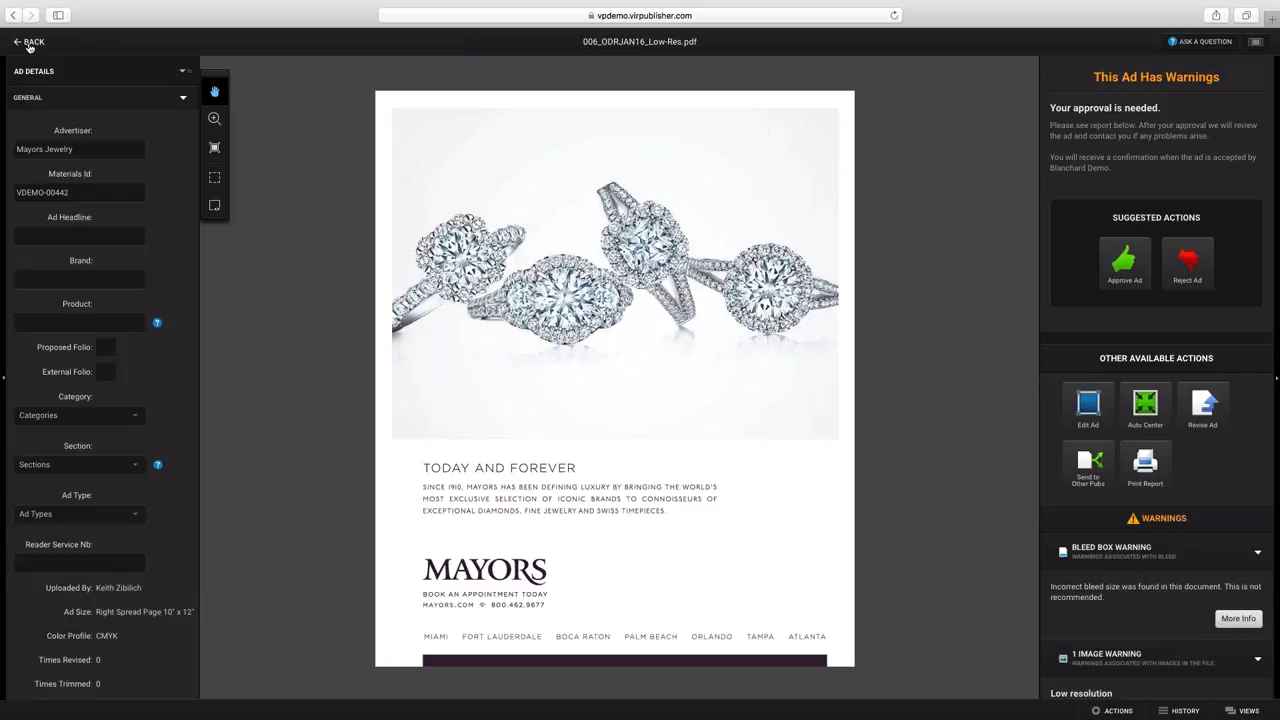 vpdemo.virpublisher.com
BACK
006_ODRJAN16_Low-Res.pdf
? ASK A QUESTION
AD DETAILS
GENERAL
Advertiser:
Mayors Jewelry
Materials Id:
VDEMO-00442
Ad Headline:
Brand:
Product:
?
Proposed Folio:
External Folio:
Category:
Categories
Section:
Sections
?
Ad Type:
Ad Types
Reader Service Nb:
Uploaded By: Keith Zibilich
Ad Size: Right Spread Page 10" x 12"
Color Profile: CMYK
Times Revised: 0
Times Trimmed: 0
TODAY AND FOREVER
SINCE 1910, MAYORS HAS BEEN DEFINING LUXURY BY BRINGING THE WORLD'S
MOST EXCLUSIVE SELECTION OF ICONIC BRANDS TO CONNOISSEURS OF
EXCEPTIONAL DIAMONDS, FINE JEWELRY AND SWISS TIMEPIECES.
MAYORS
BOOK AN APPOINTMENT TODAY
MAYORS.COM 800.462.9677
MIAMI FORT LAUDERDALE BOCA RATON PALM BEACH ORLANDO TAMPA ATLANTA
This Ad Has Warnings
Your approval is needed.
Please see report below. After your approval we will review
the ad and contact you if any problems arise.
You will receive a confirmation when the ad is accepted by
Blanchard Demo.
SUGGESTED ACTIONS
Approve Ad
Reject Ad
OTHER AVAILABLE ACTIONS
Edit Ad
Auto Center
Revise Ad
Send to
Other Pubs
Print Report
WARNINGS
BLEED BOX WARNING
WARNINGS ASSOCIATED WITH BLEED.
Incorrect bleed size was found in this document. This is not
recommended.
More Info
1 IMAGE WARNING
WARNINGS ASSOCIATED WITH IMAGES IN THE FILE.
Low resolution
ACTIONS
HISTORY
VIEWS